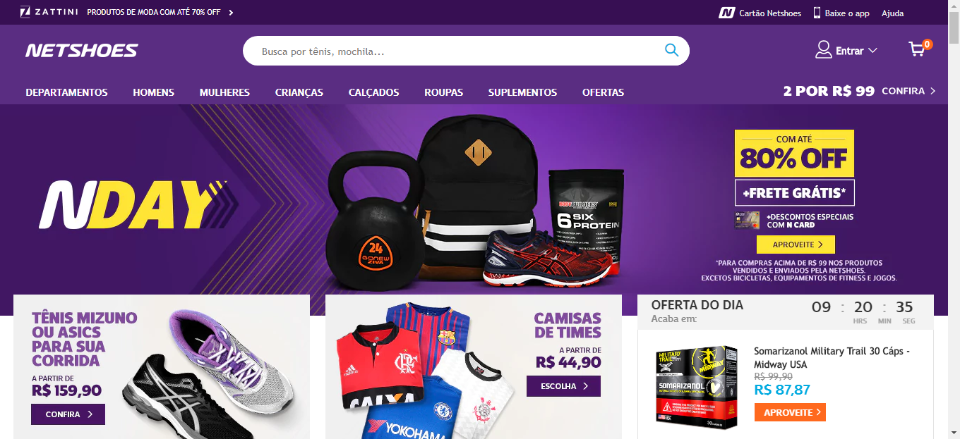 ZATTINI PRODUTOS DE MODA COM ATÉ 70% OFF
Cartão Netshoes Baixe o app Ajuda
NETSHOES
Busca por tênis, mochila...
Entrar
0
DEPARTAMENTOS HOMENS MULHERES CRIANÇAS CALÇADOS ROUPAS SUPLEMENTOS OFERTAS
2 POR R$ 99 CONFIRA
NDAY
24
6 SIX
PROTEIN
COM ATÉ
80% OFF
+FRETE GRÁTIS*
+DESCONTOS ESPECIAIS
COM N CARD
APROVEITE
*PARA COMPRAS ACIMA DE R$ 99 NOS PRODUTOS
VENDIDOS E ENVIADOS PELA NETSHOES.
EXCETOS BICICLETAS, EQUIPAMENTOS DE FITNESS E JOGOS.
TÊNIS MIZUNO
OU ASICS
PARA SUA
CORRIDA
A PARTIR DE
R$ 159,90
CONFIRA
CAMISAS
DE TIMES
A PARTIR DE
R$ 44,90
ESCOLHA
CAIXA
YOKOHAMA
OFERTA DO DIA
Acaba em:
09 : 20 : 35
HRS MIN SEG
MILITARY
TRAIL
SOMARIZANOL
Somarizanol Military Trail 30 Cáps -
Midway USA
R$ 99,90
R$ 87,87
APROVEITE